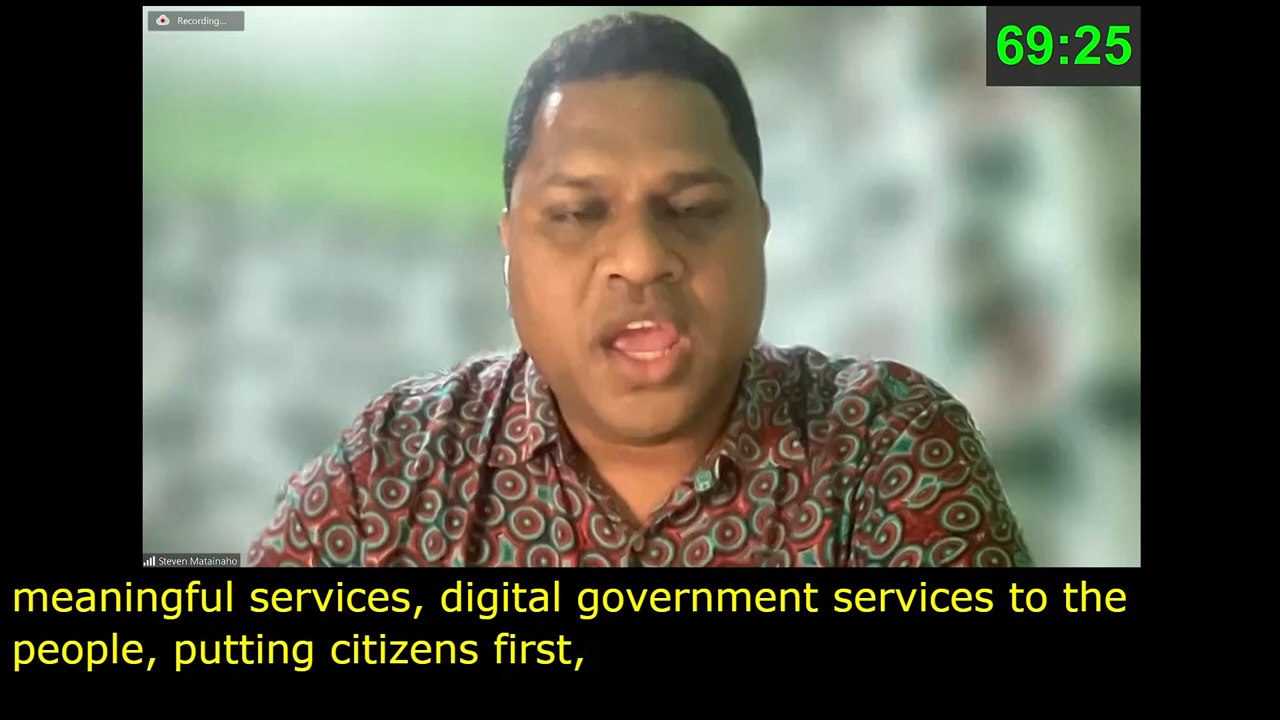 Recording...
69:25
Steven Matainaho
meaningful services, digital government services to the
people, putting citizens first,